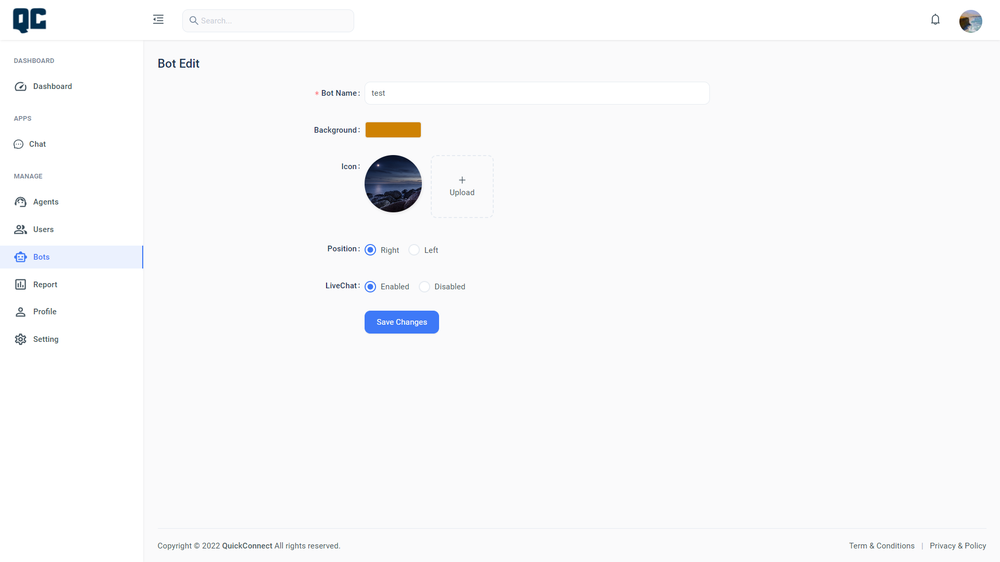 QC
Search...
DASHBOARD
Dashboard
APPS
Chat
MANAGE
Agents
Users
Bots
Report
Profile
Setting
Bot Edit
* Bot Name:
test
Background:
Icon:
Upload
Position:
Right
Left
LiveChat:
Enabled
Disabled
Save Changes
Copyright © 2022 QuickConnect All rights reserved.
Term & Conditions | Privacy & Policy